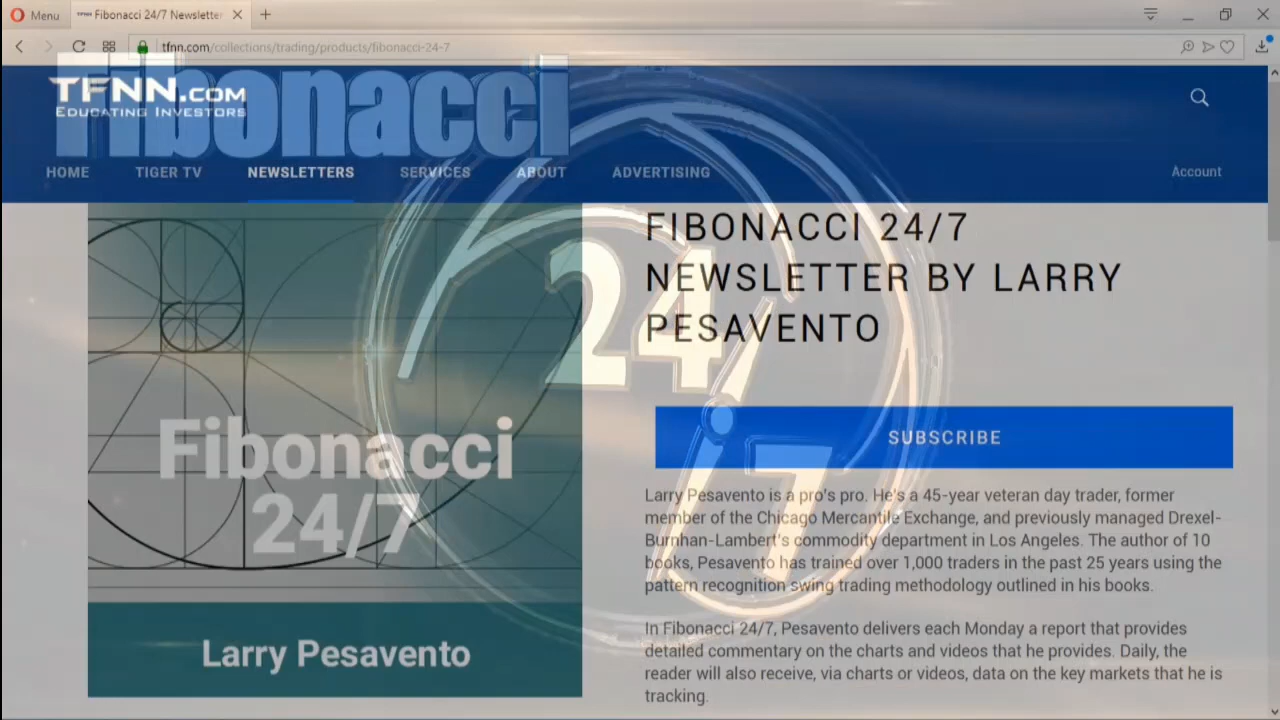 Menu
Fibonacci 24/7 Newsletter
tfnn.com/collections/trading/products/fibonacci-24-7
Fibonacci
TFNN.COM
EDUCATING INVESTORS
HOME TIGER TV NEWSLETTERS SERVICES ABOUT ADVERTISING Account
24
7
FIBONACCI 24/7
NEWSLETTER BY LARRY
PESAVENTO
Fibonacci
24/7
Larry Pesavento
SUBSCRIBE
Larry Pesavento is a pro's pro. He's a 45-year veteran day trader, former
member of the Chicago Mercantile Exchange, and previously managed Drexel-
Burnhan-Lambert's commodity department in Los Angeles. The author of 10
books, Pesavento has trained over 1,000 traders in the past 25 years using the
pattern recognition swing trading methodology outlined in his books.
In Fibonacci 24/7, Pesavento delivers each Monday a report that provides
detailed commentary on the charts and videos that he provides. Daily, the
reader will also receive, via charts or videos, data on the key markets that he is
tracking.